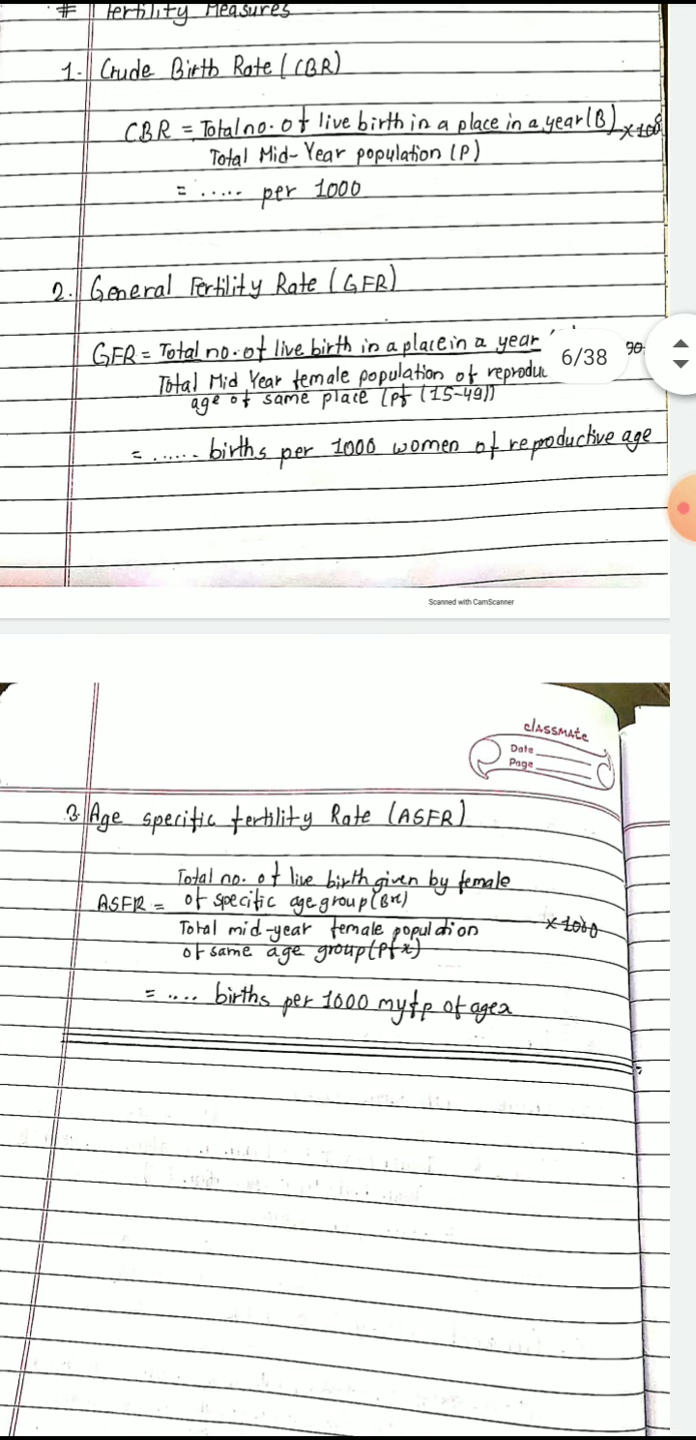 # Fertility Measures
1. Crude Birth Rate (CBR)
CBR = Total no. of live birth in a place in a year (B) × 1000
Total Mid-Year population (P)
= ..... per 1000
2. General Fertility Rate (GFR)
GFR = Total no. of live birth in a place in a year
Total Mid Year female population of
age of same place (Pf (15-49))
= ...... births per 1000 women of reproductive age
6/38
Scanned with CamScanner
classmate
Date
Page
3. Age specific fertility Rate (ASFR)
Total no. of live birth given by female
ASFR = of specific age group (Bx)
× 1000
Total mid-year female population
of same age group (Pfx)
= .... births per 1000 myfp of age x